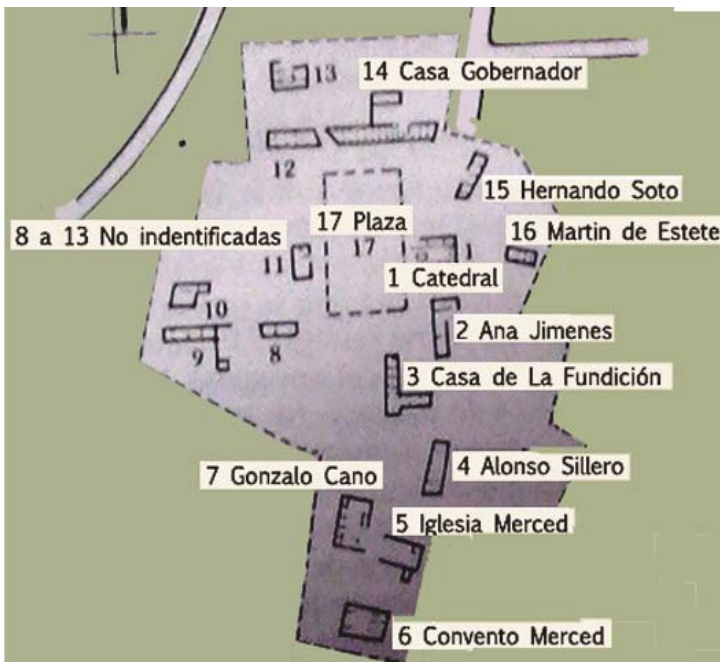 13
14 Casa Gobernador
12
15 Hernando Soto
17 Plaza
8 a 13 No indentificadas
16 Martin de Estete
17
11
1
1 Catedral
10
2 Ana Jimenes
9
8
3 Casa de La Fundición
4 Alonso Sillero
7 Gonzalo Cano
5 Iglesia Merced
6 Convento Merced